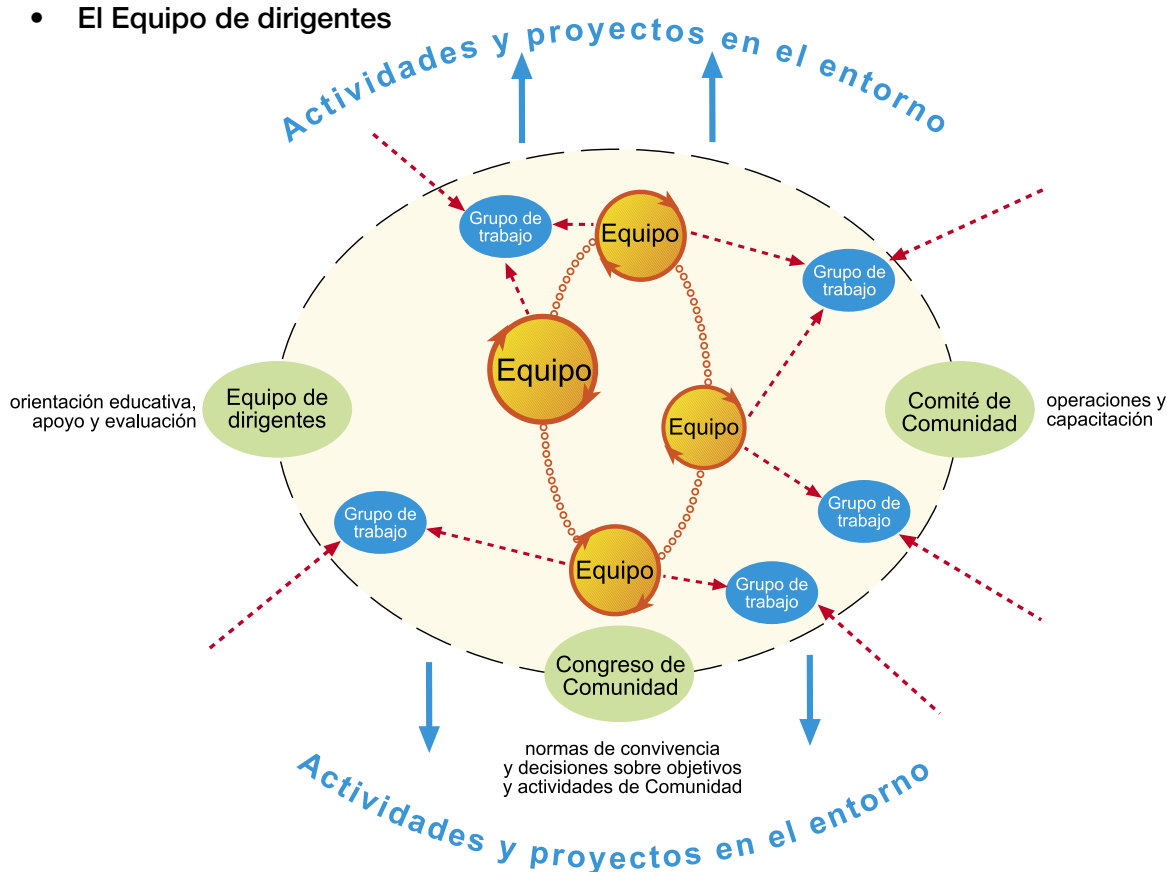 • El Equipo de dirigentes
Actividades y proyectos en el entorno
Grupo de
trabajo
Equipo
Grupo de
trabajo
Equipo
Equipo de
dirigentes
orientación educativa,
apoyo y evaluación
Equipo
Comité de
Comunidad
operaciones y
capacitación
Grupo de
trabajo
Grupo de
trabajo
Equipo
Grupo de
trabajo
Congreso de
Comunidad
normas de convivencia
y decisiones sobre objetivos
y actividades de Comunidad
Actividades y proyectos en el entorno